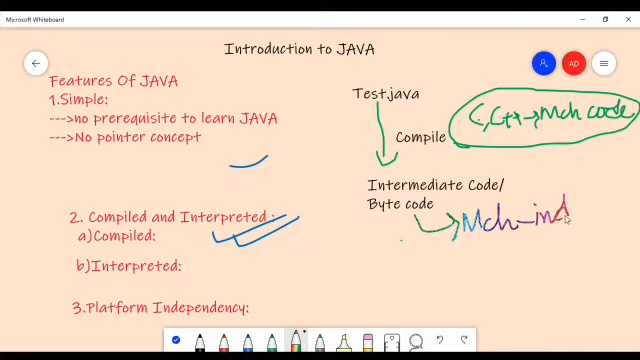 Microsoft Whiteboard
Introduction to JAVA
AD
Features Of JAVA
1.Simple:
--->no prerequisite to learn JAVA
--->No pointer concept
2. Compiled and Interpreted :
a)Compiled:
b)Interpreted:
3.Platform Independency:
Test.java
Compile
C, C++ → Mch code
Intermediate Code/
Byte code
Mch-ind